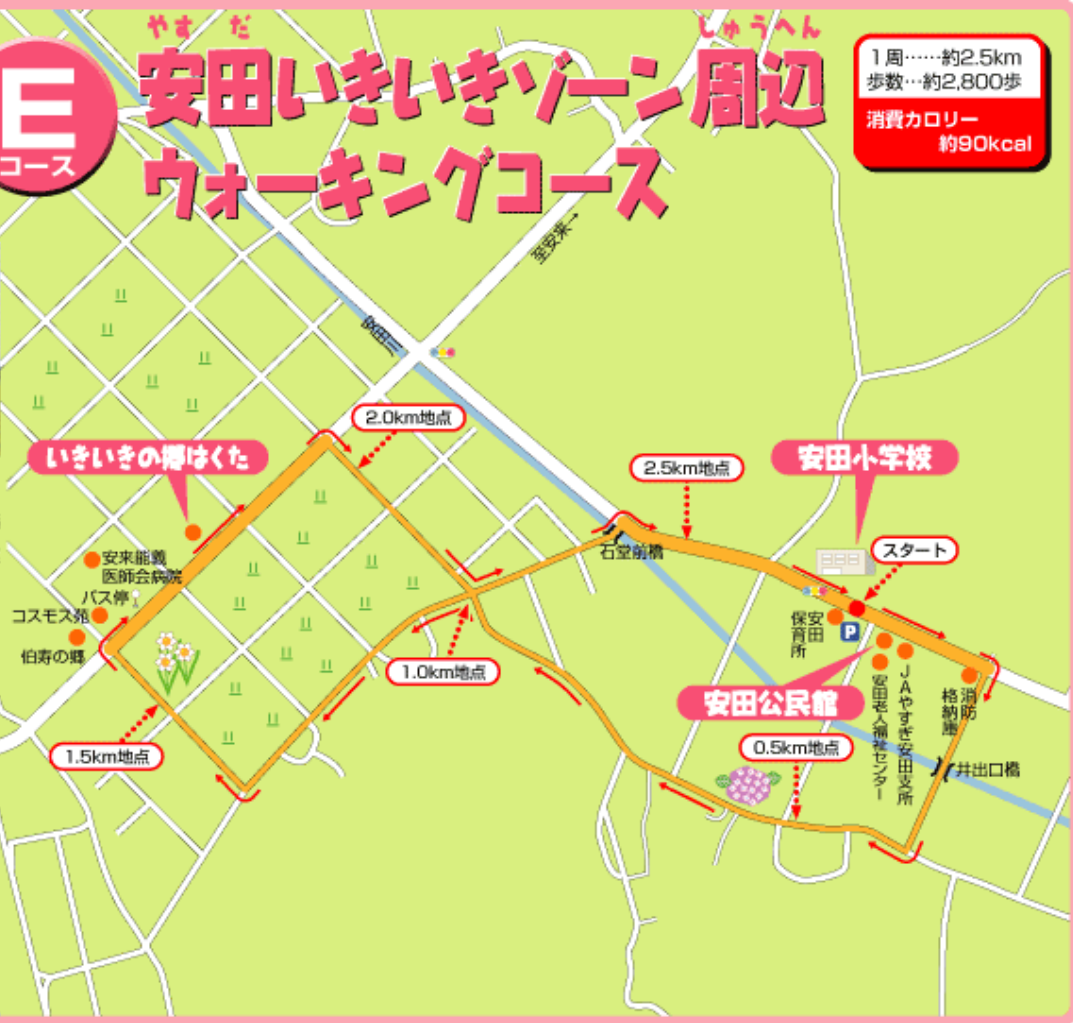 やす だ しゅうへん
E
コース
安田いきいきゾーン周辺
ウォーキングコース
1周……約2.5km
歩数…約2,800歩
消費カロリー
約90kcal
至安来→
安田川
2.0km地点
いきいきの郷はくた
2.5km地点
安田小学校
スタート
石堂前橋
安来能義
医師会病院
バス停
コスモス苑
伯寿の郷
安田
保育所
P
1.0km地点
安田公民館
JAやすぎ安田支所
安田老人福祉センター
消防
格納庫
1.5km地点
0.5km地点
井出口橋